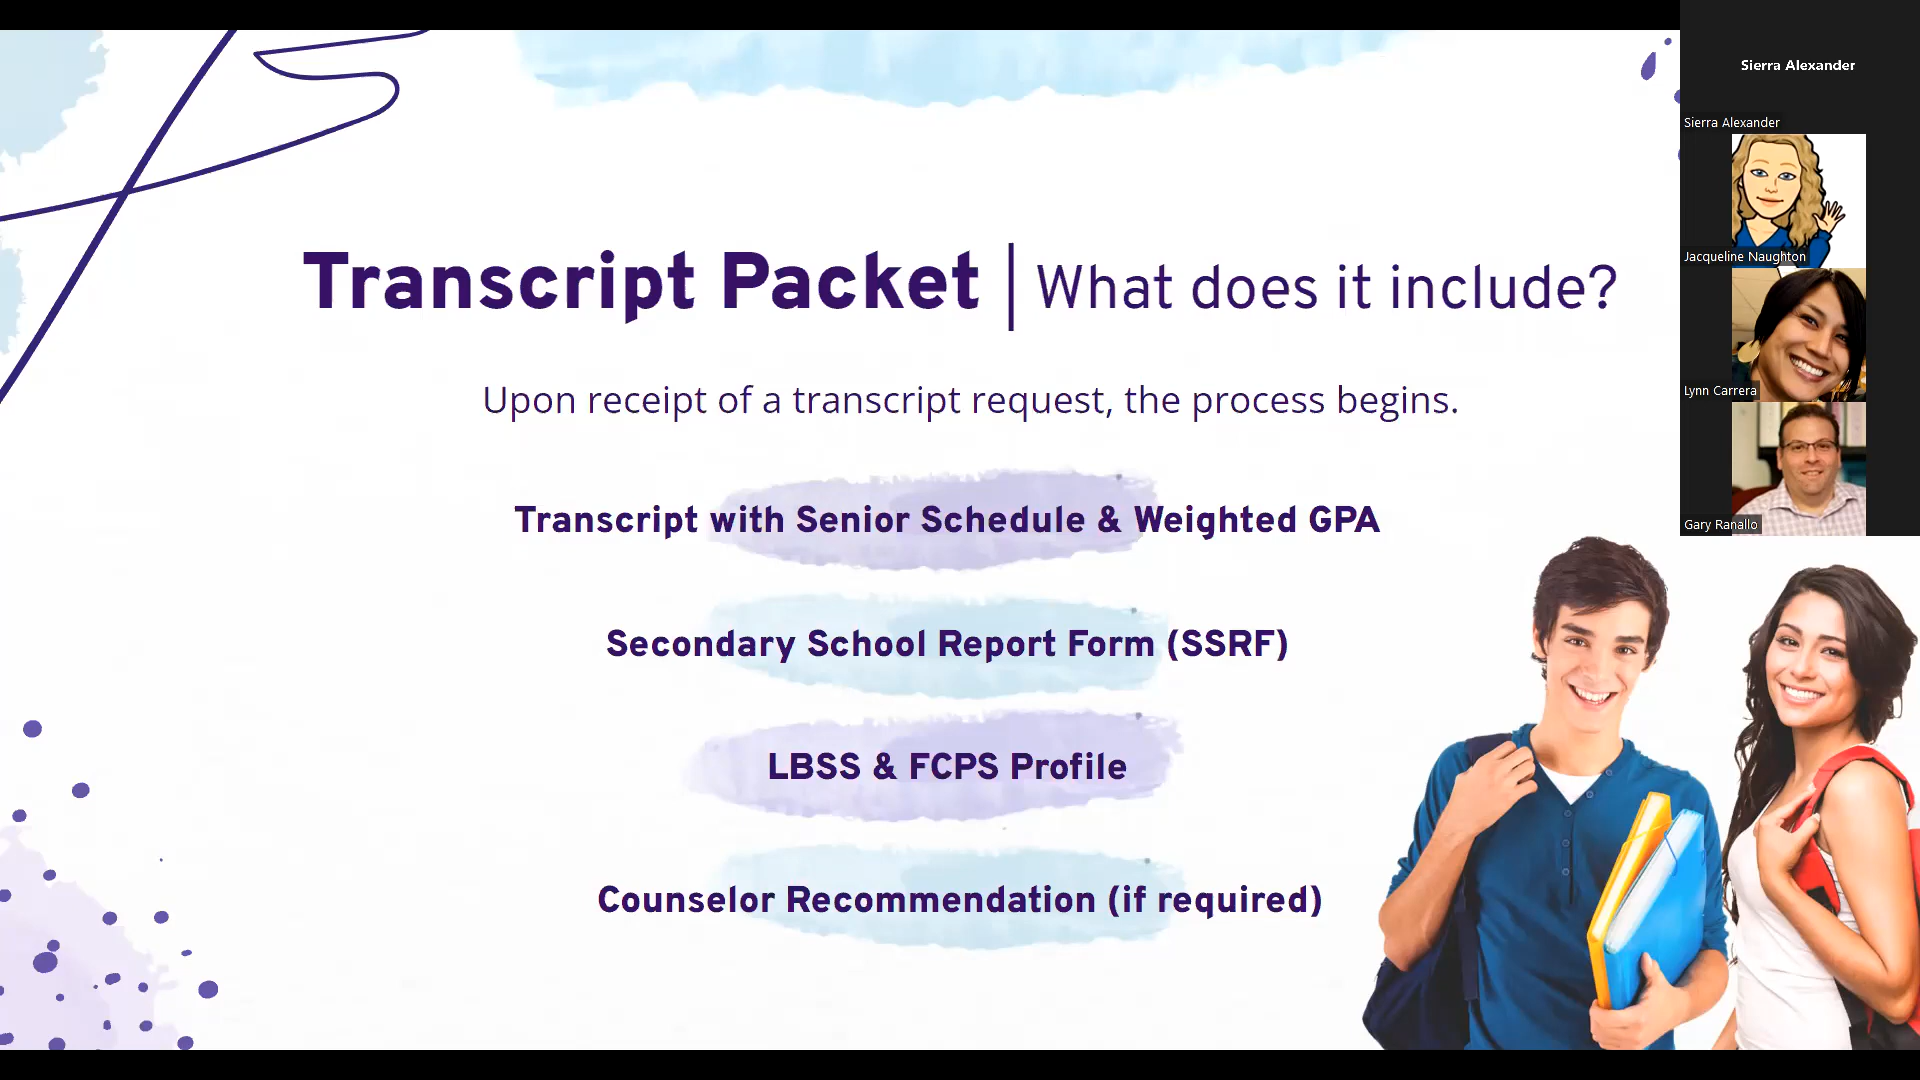 Transcript Packet | What does it include?
Upon receipt of a transcript request, the process begins.
Transcript with Senior Schedule & Weighted GPA
Secondary School Report Form (SSRF)
LBSS & FCPS Profile
Counselor Recommendation (if required)
Sierra Alexander
Sierra Alexander
Jacqueline Naughton
Lynn Carrera
Gary Ranallo